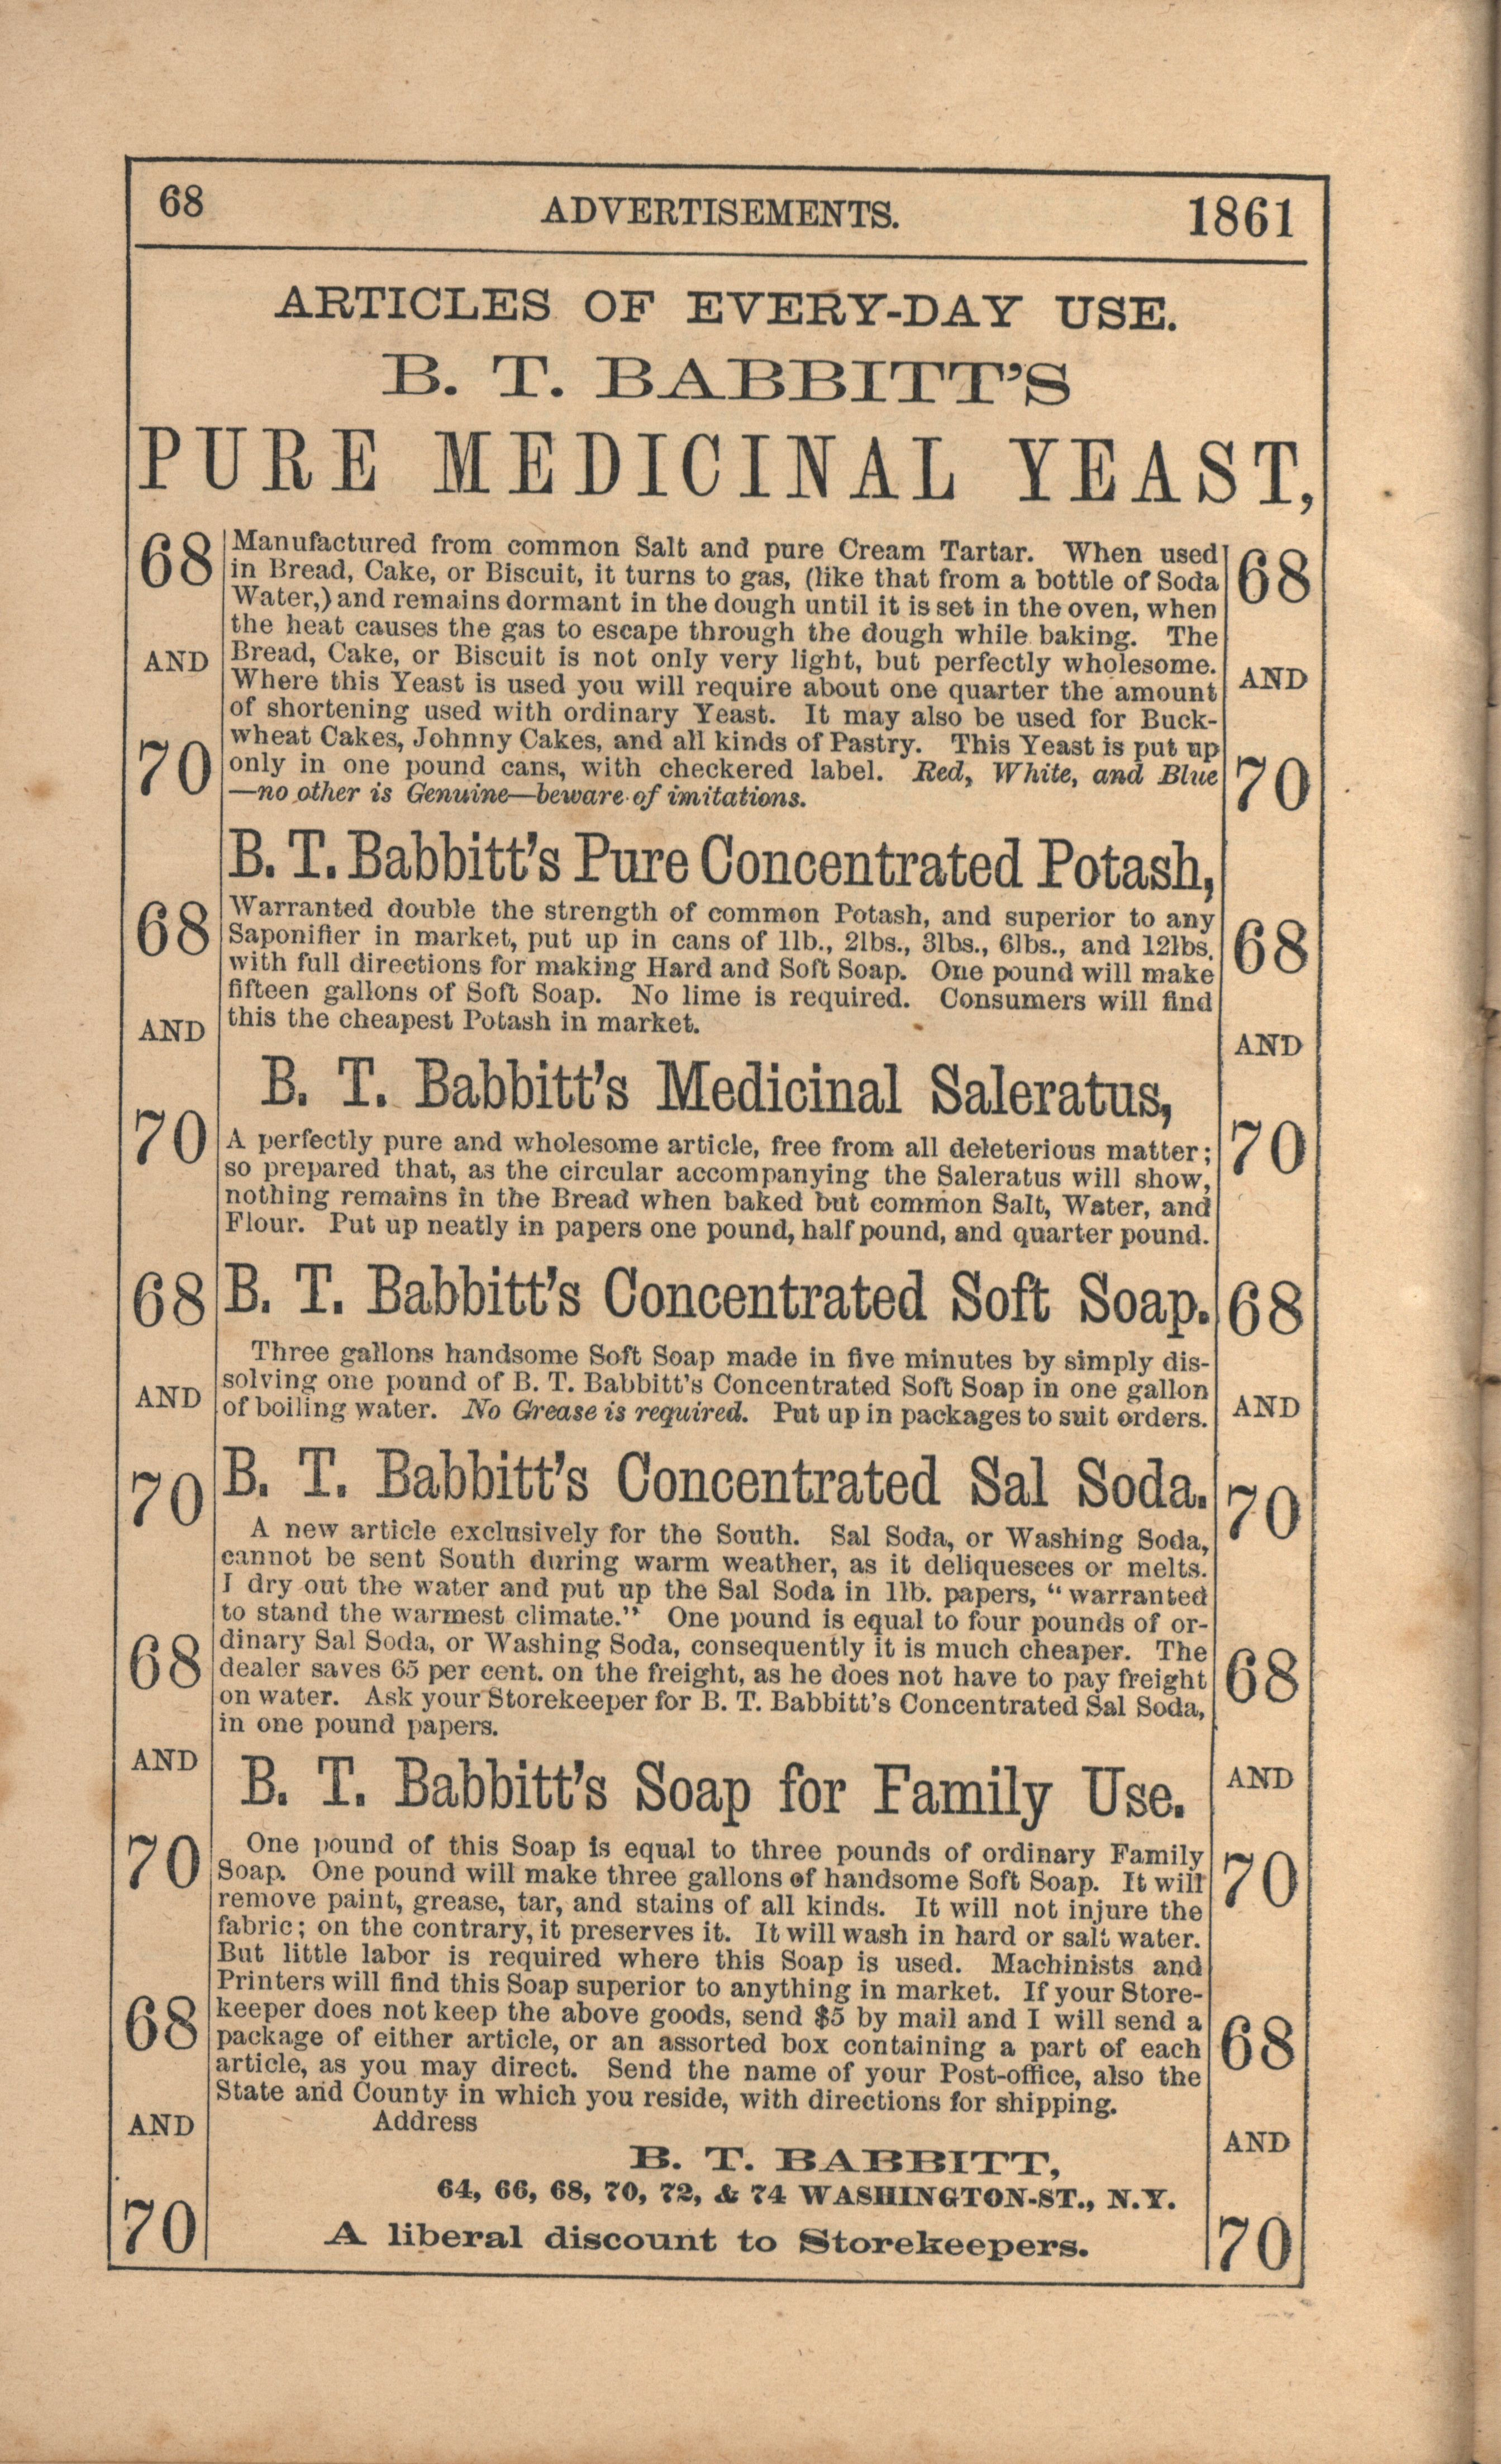 68 ADVERTISEMENTS. 1861
ARTICLES OF EVERY-DAY USE.
B. T. BABBITT'S
PURE MEDICINAL YEAST,
68 Manufactured from common Salt and pure Cream Tartar. When used 68
in Bread, Cake, or Biscuit, it turns to gas, (like that from a bottle of Soda
Water,) and remains dormant in the dough until it is set in the oven, when
the heat causes the gas to escape through the dough while baking. The
AND Bread, Cake, or Biscuit is not only very light, but perfectly wholesome. AND
Where this Yeast is used you will require about one quarter the amount
of shortening used with ordinary Yeast. It may also be used for Buck-
wheat Cakes, Johnny Cakes, and all kinds of Pastry. This Yeast is put up
70 only in one pound cans, with checkered label. Red, White, and Blue 70
—no other is Genuine—beware of imitations.
B. T. Babbitt's Pure Concentrated Potash,
68 Warranted double the strength of common Potash, and superior to any 68
Saponifier in market, put up in cans of 1lb., 2lbs., 3lbs., 6lbs., and 12lbs.
with full directions for making Hard and Soft Soap. One pound will make
fifteen gallons of Soft Soap. No lime is required. Consumers will find
AND this the cheapest Potash in market. AND
B. T. Babbitt's Medicinal Saleratus,
70 A perfectly pure and wholesome article, free from all deleterious matter; 70
so prepared that, as the circular accompanying the Saleratus will show,
nothing remains in the Bread when baked but common Salt, Water, and
Flour. Put up neatly in papers one pound, half pound, and quarter pound.
68 B. T. Babbitt's Concentrated Soft Soap. 68
Three gallons handsome Soft Soap made in five minutes by simply dis-
solving one pound of B. T. Babbitt's Concentrated Soft Soap in one gallon
AND of boiling water. No Grease is required. Put up in packages to suit orders. AND
70 B. T. Babbitt's Concentrated Sal Soda. 70
A new article exclusively for the South. Sal Soda, or Washing Soda,
cannot be sent South during warm weather, as it deliquesces or melts.
I dry out the water and put up the Sal Soda in 1lb. papers, "warranted
to stand the warmest climate." One pound is equal to four pounds of or-
68 dinary Sal Soda, or Washing Soda, consequently it is much cheaper. The 68
dealer saves 65 per cent. on the freight, as he does not have to pay freight
on water. Ask your Storekeeper for B. T. Babbitt's Concentrated Sal Soda,
in one pound papers.
AND B. T. Babbitt's Soap for Family Use. AND
70 One pound of this Soap is equal to three pounds of ordinary Family 70
Soap. One pound will make three gallons of handsome Soft Soap. It will
remove paint, grease, tar, and stains of all kinds. It will not injure the
fabric; on the contrary, it preserves it. It will wash in hard or salt water.
But little labor is required where this Soap is used. Machinists and
Printers will find this Soap superior to anything in market. If your Store-
68 keeper does not keep the above goods, send $5 by mail and I will send a 68
package of either article, or an assorted box containing a part of each
article, as you may direct. Send the name of your Post-office, also the
State and County in which you reside, with directions for shipping.
AND Address AND
B. T. BABBITT,
64, 66, 68, 70, 72, & 74 WASHINGTON-ST., N.Y.
70 A liberal discount to Storekeepers. 70